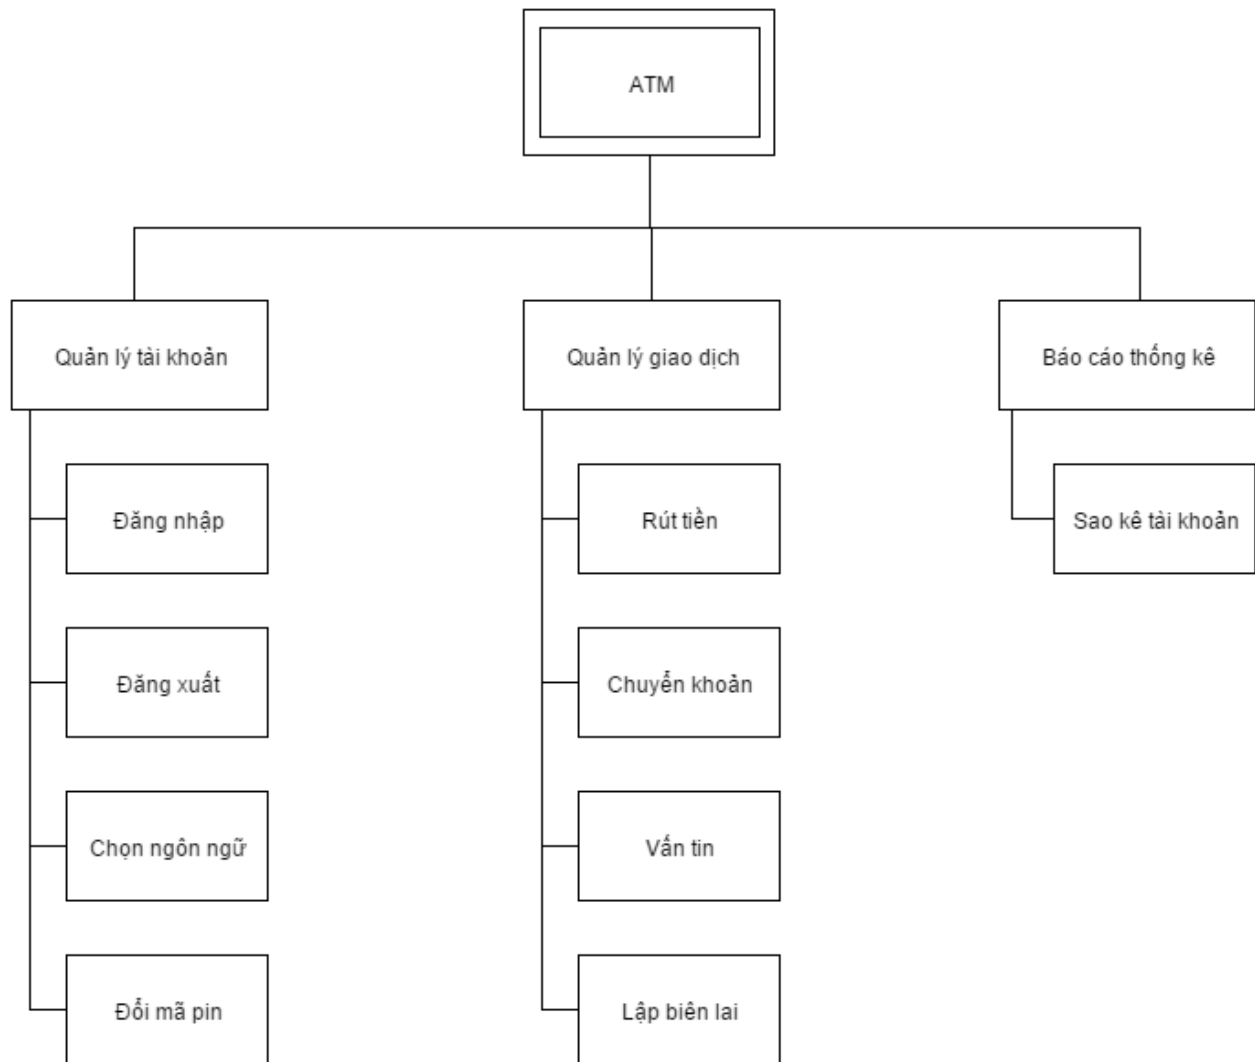 ATM
Quản lý tài khoản
Quản lý giao dịch
Báo cáo thống kê
Đăng nhập
Rút tiền
Sao kê tài khoản
Đăng xuất
Chuyển khoản
Chọn ngôn ngữ
Vấn tin
Đổi mã pin
Lập biên lai